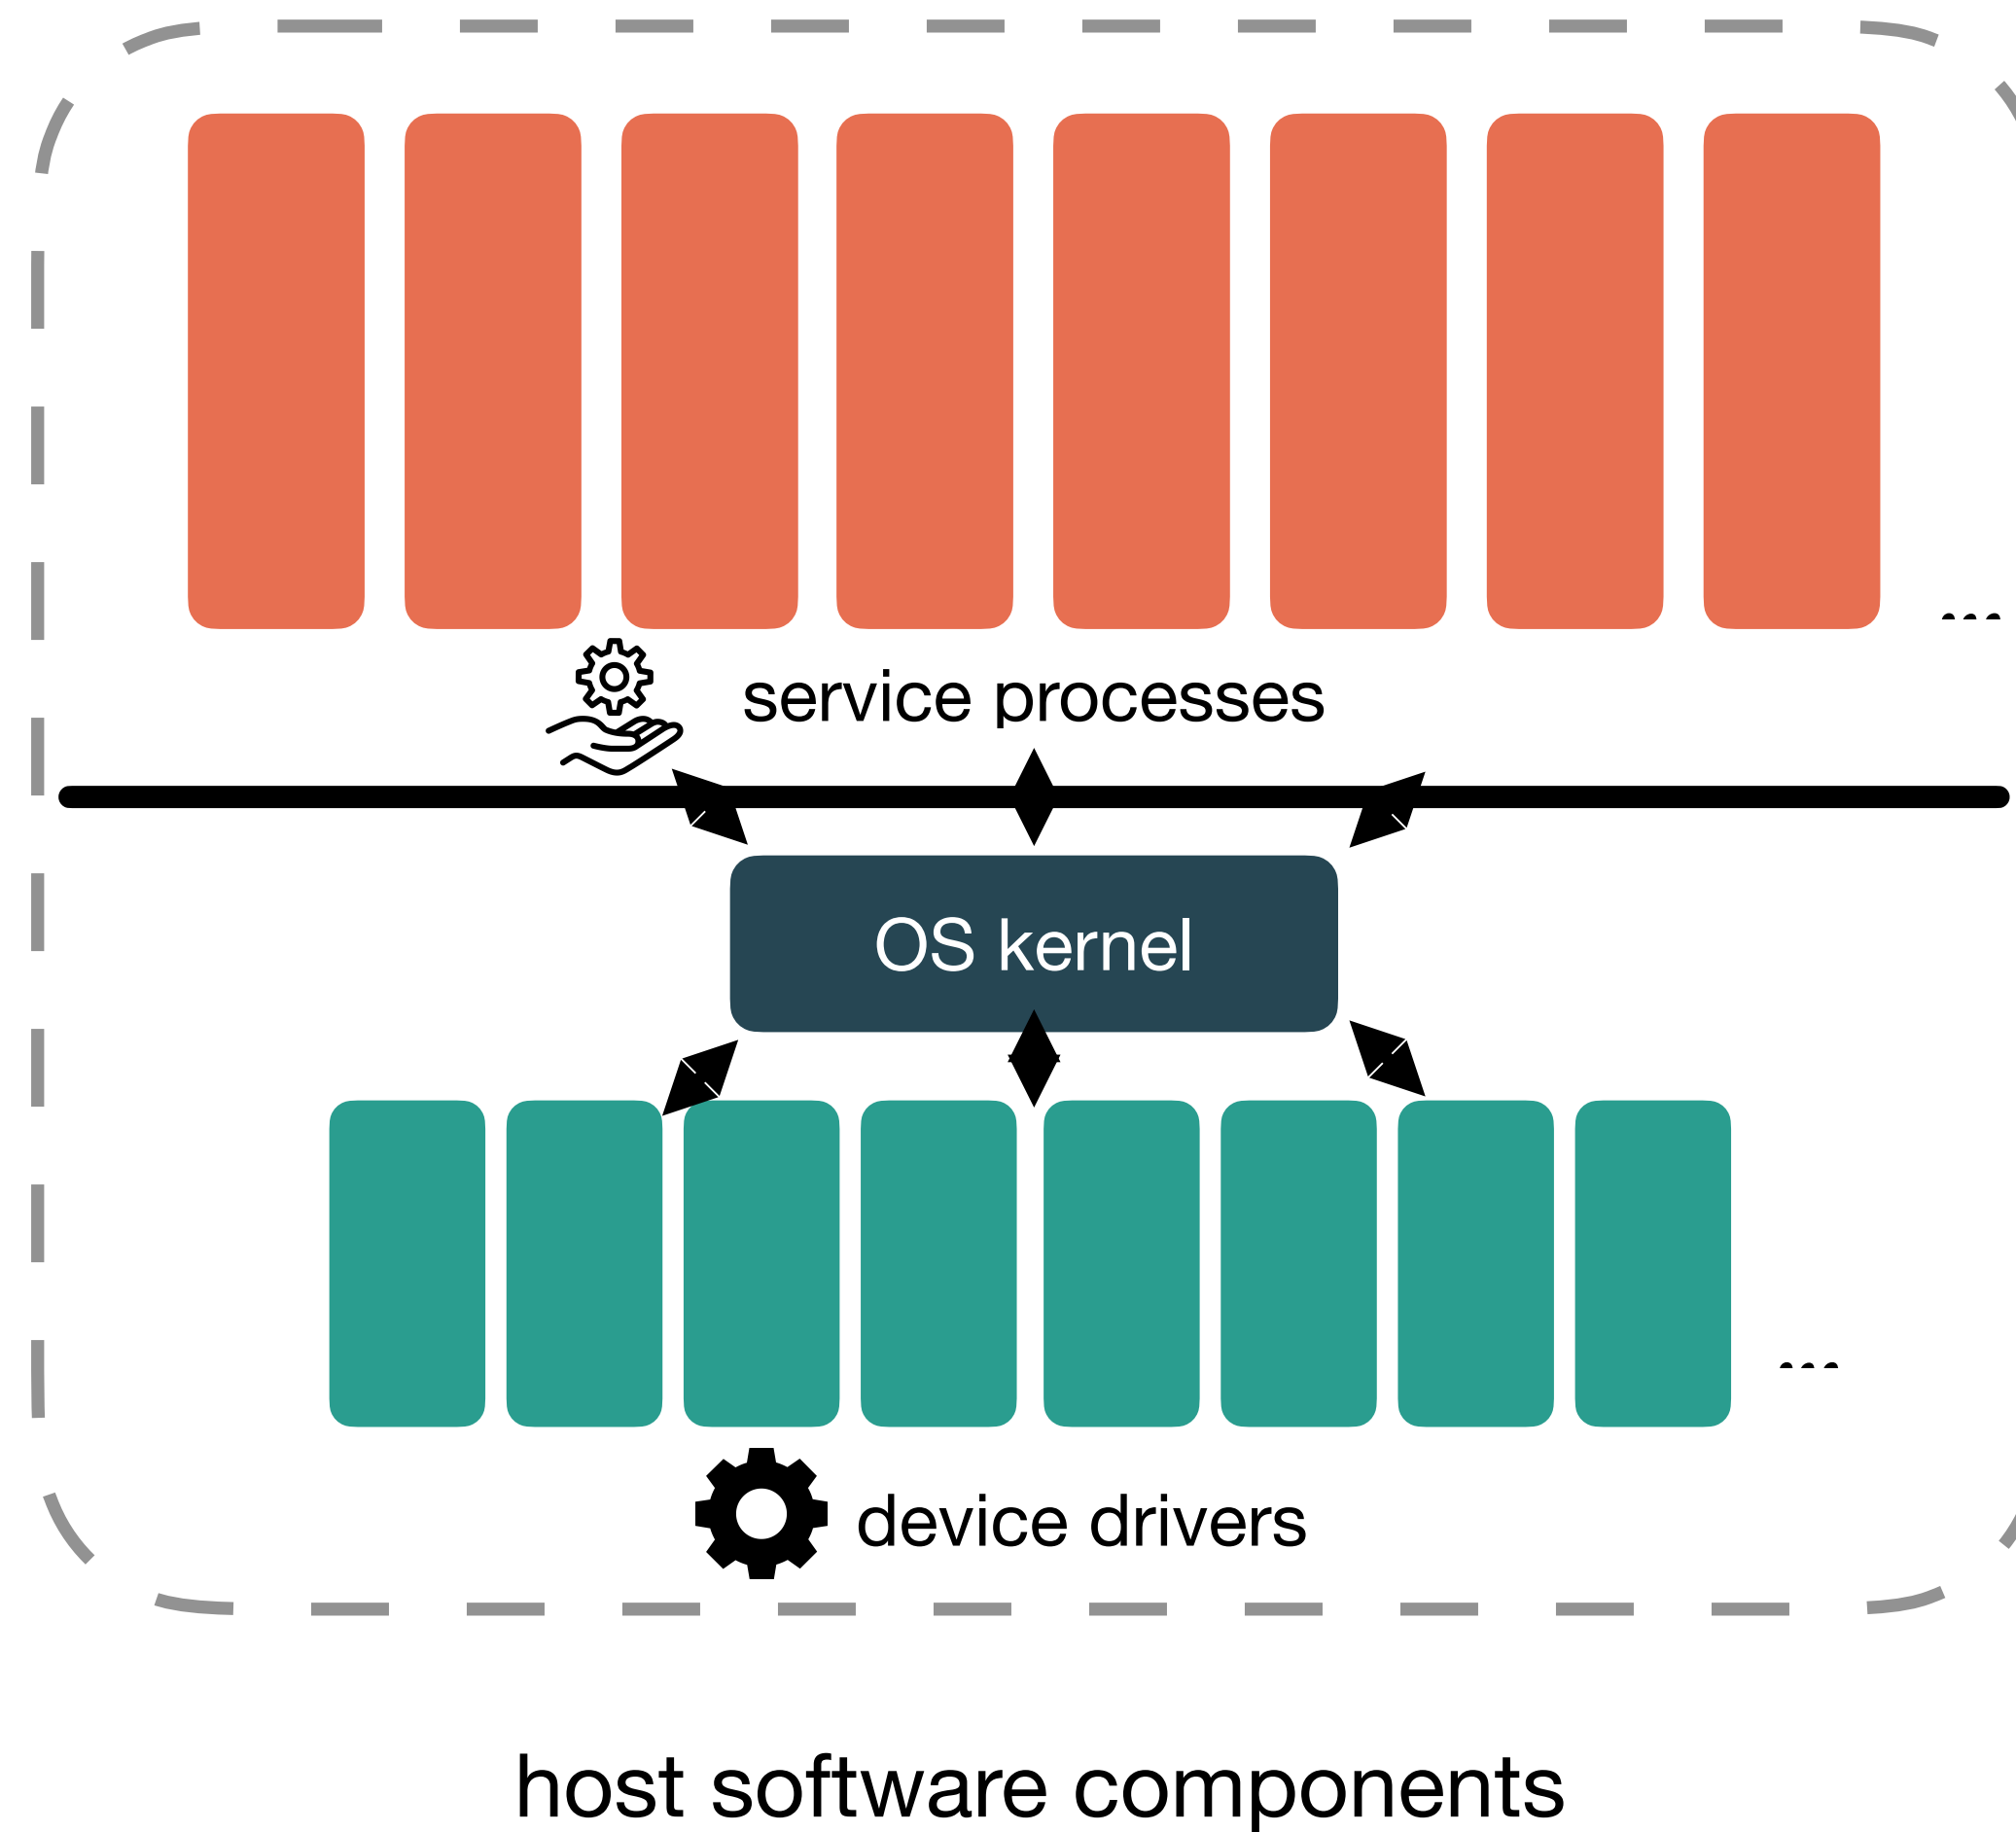 ...
service processes
OS kernel
...
device drivers
host software components